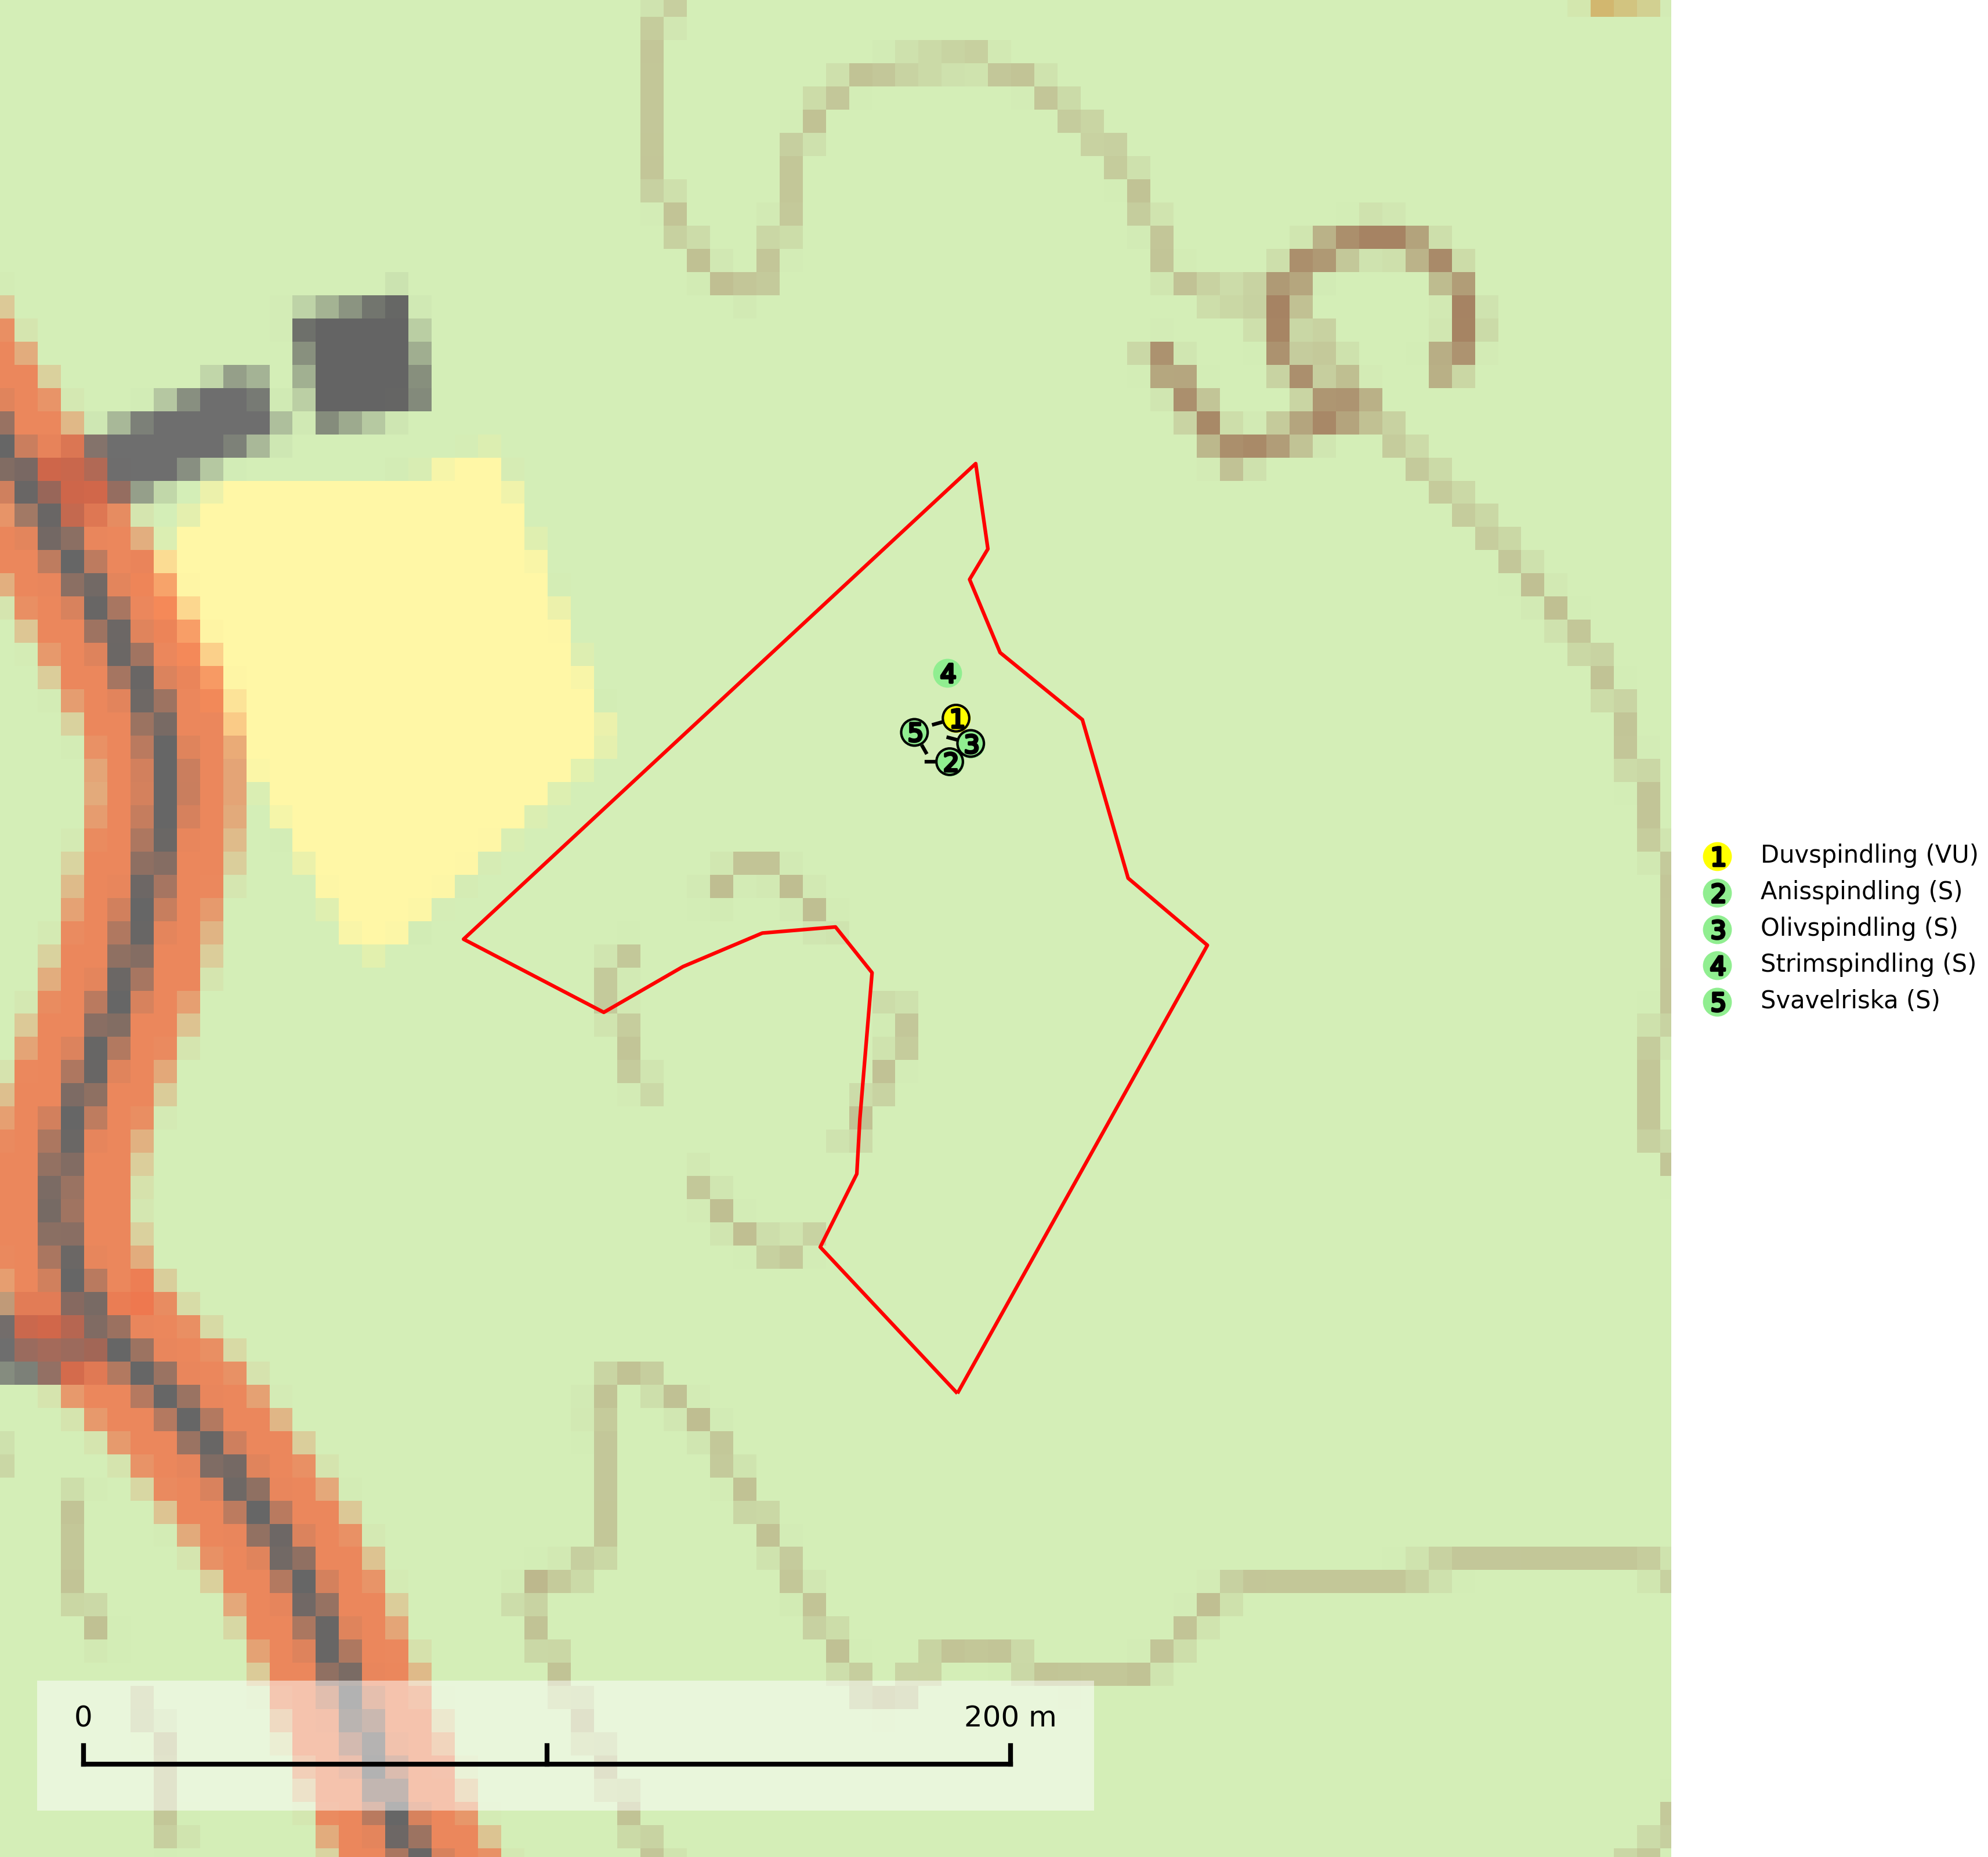 4
1
5
3
2
1 Duvspindling (VU)
2 Anisspindling (S)
3 Olivspindling (S)
4 Strimspindling (S)
5 Svavelriska (S)
0 200 m